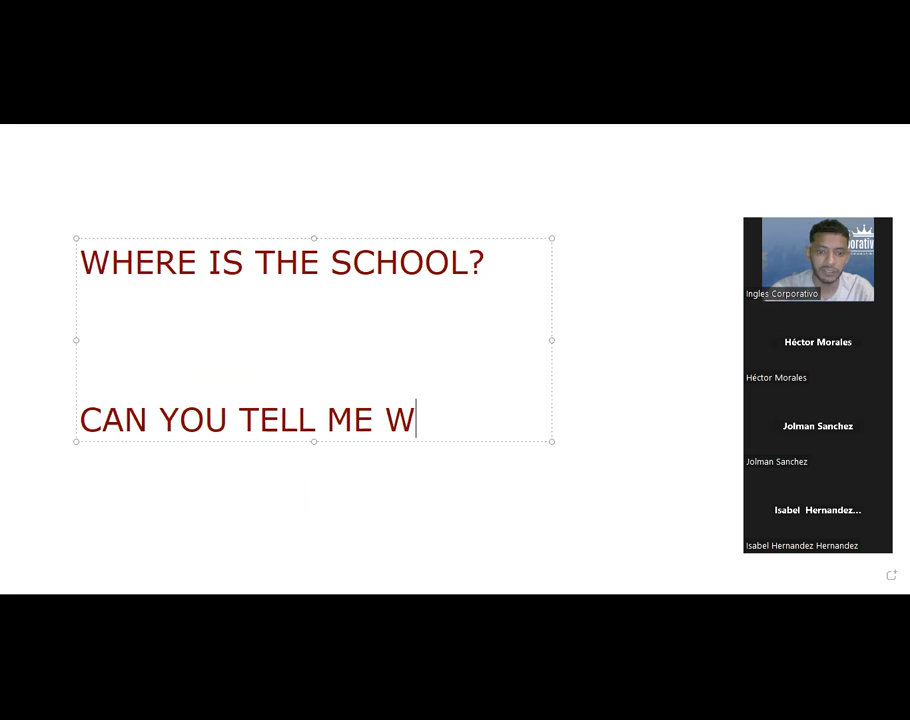 WHERE IS THE SCHOOL?
CAN YOU TELL ME W
Ingles Corporativo
Héctor Morales
Héctor Morales
Jolman Sanchez
Jolman Sanchez
Isabel Hernandez...
Isabel Hernandez Hernandez